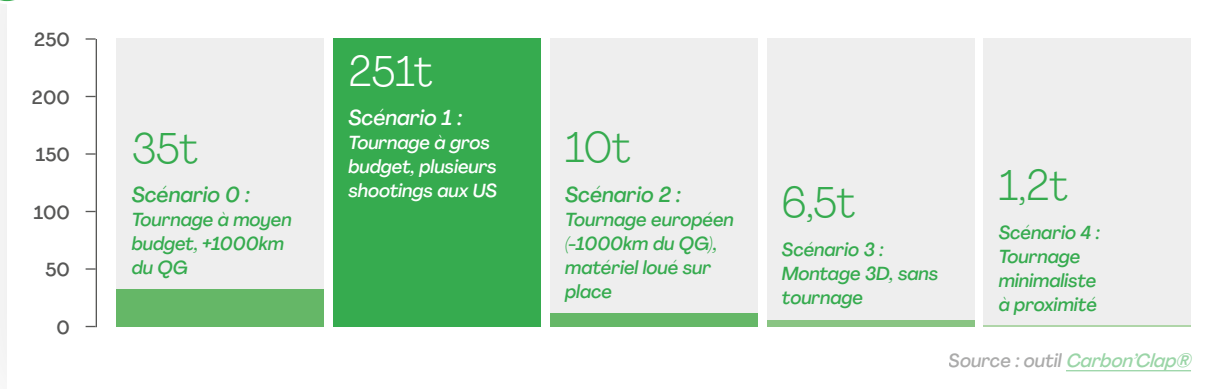 250
200
150
100
50
0
35t
Scénario 0 :
Tournage à moyen
budget, +1000km
du QG
251t
Scénario 1 :
Tournage à gros
budget, plusieurs
shootings aux US
10t
Scénario 2 :
Tournage européen
(-1000km du QG),
matériel loué sur
place
6,5t
Scénario 3 :
Montage 3D, sans
tournage
1,2t
Scénario 4 :
Tournage
minimaliste
à proximité
Source : outil Carbon'Clap®